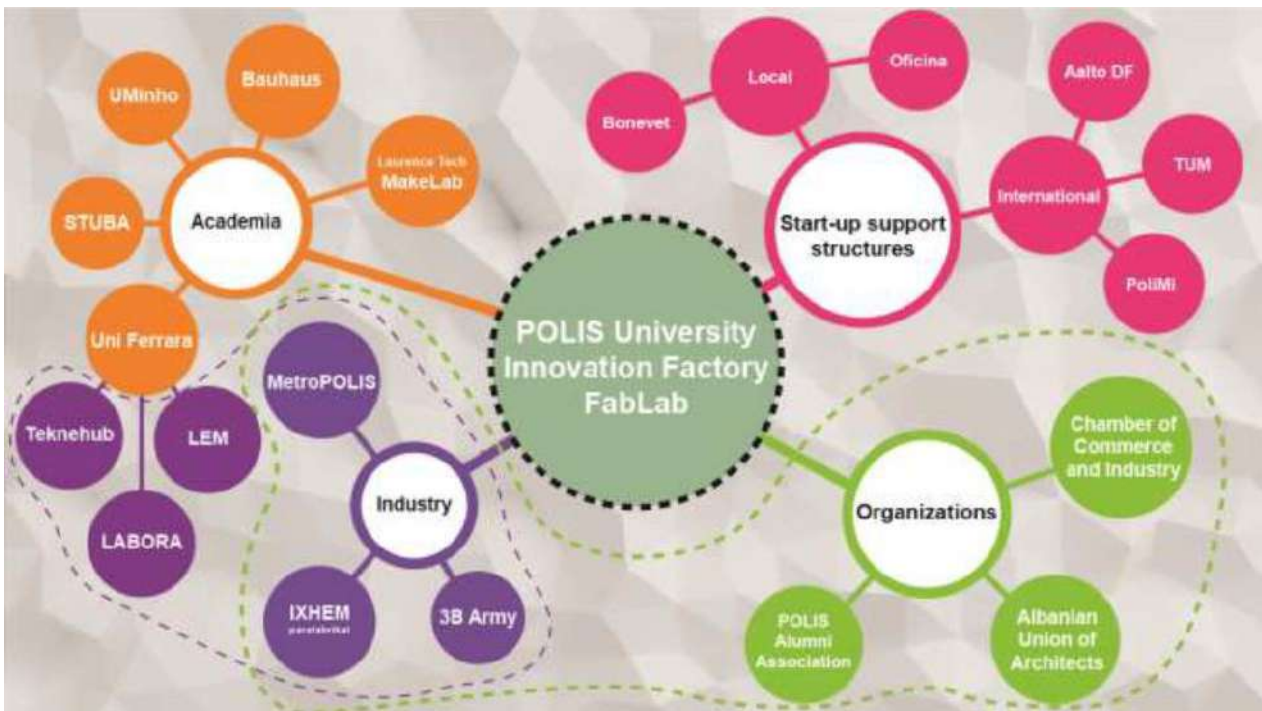 UMinho
Bauhaus
Laurence Tech
MakeLab
STUBA
Academia
Uni Ferrara
Teknehub
LEM
LABORA
MetroPOLIS
Industry
IXHEM
3B Army
POLIS University
Innovation Factory
FabLab
Bonevet
Local
Oficina
Start-up support
structures
International
Aalto DF
TUM
PoliMi
Organizations
Chamber of
Commerce
and Industry
POLIS
Alumni
Association
Albanian
Union of
Architects